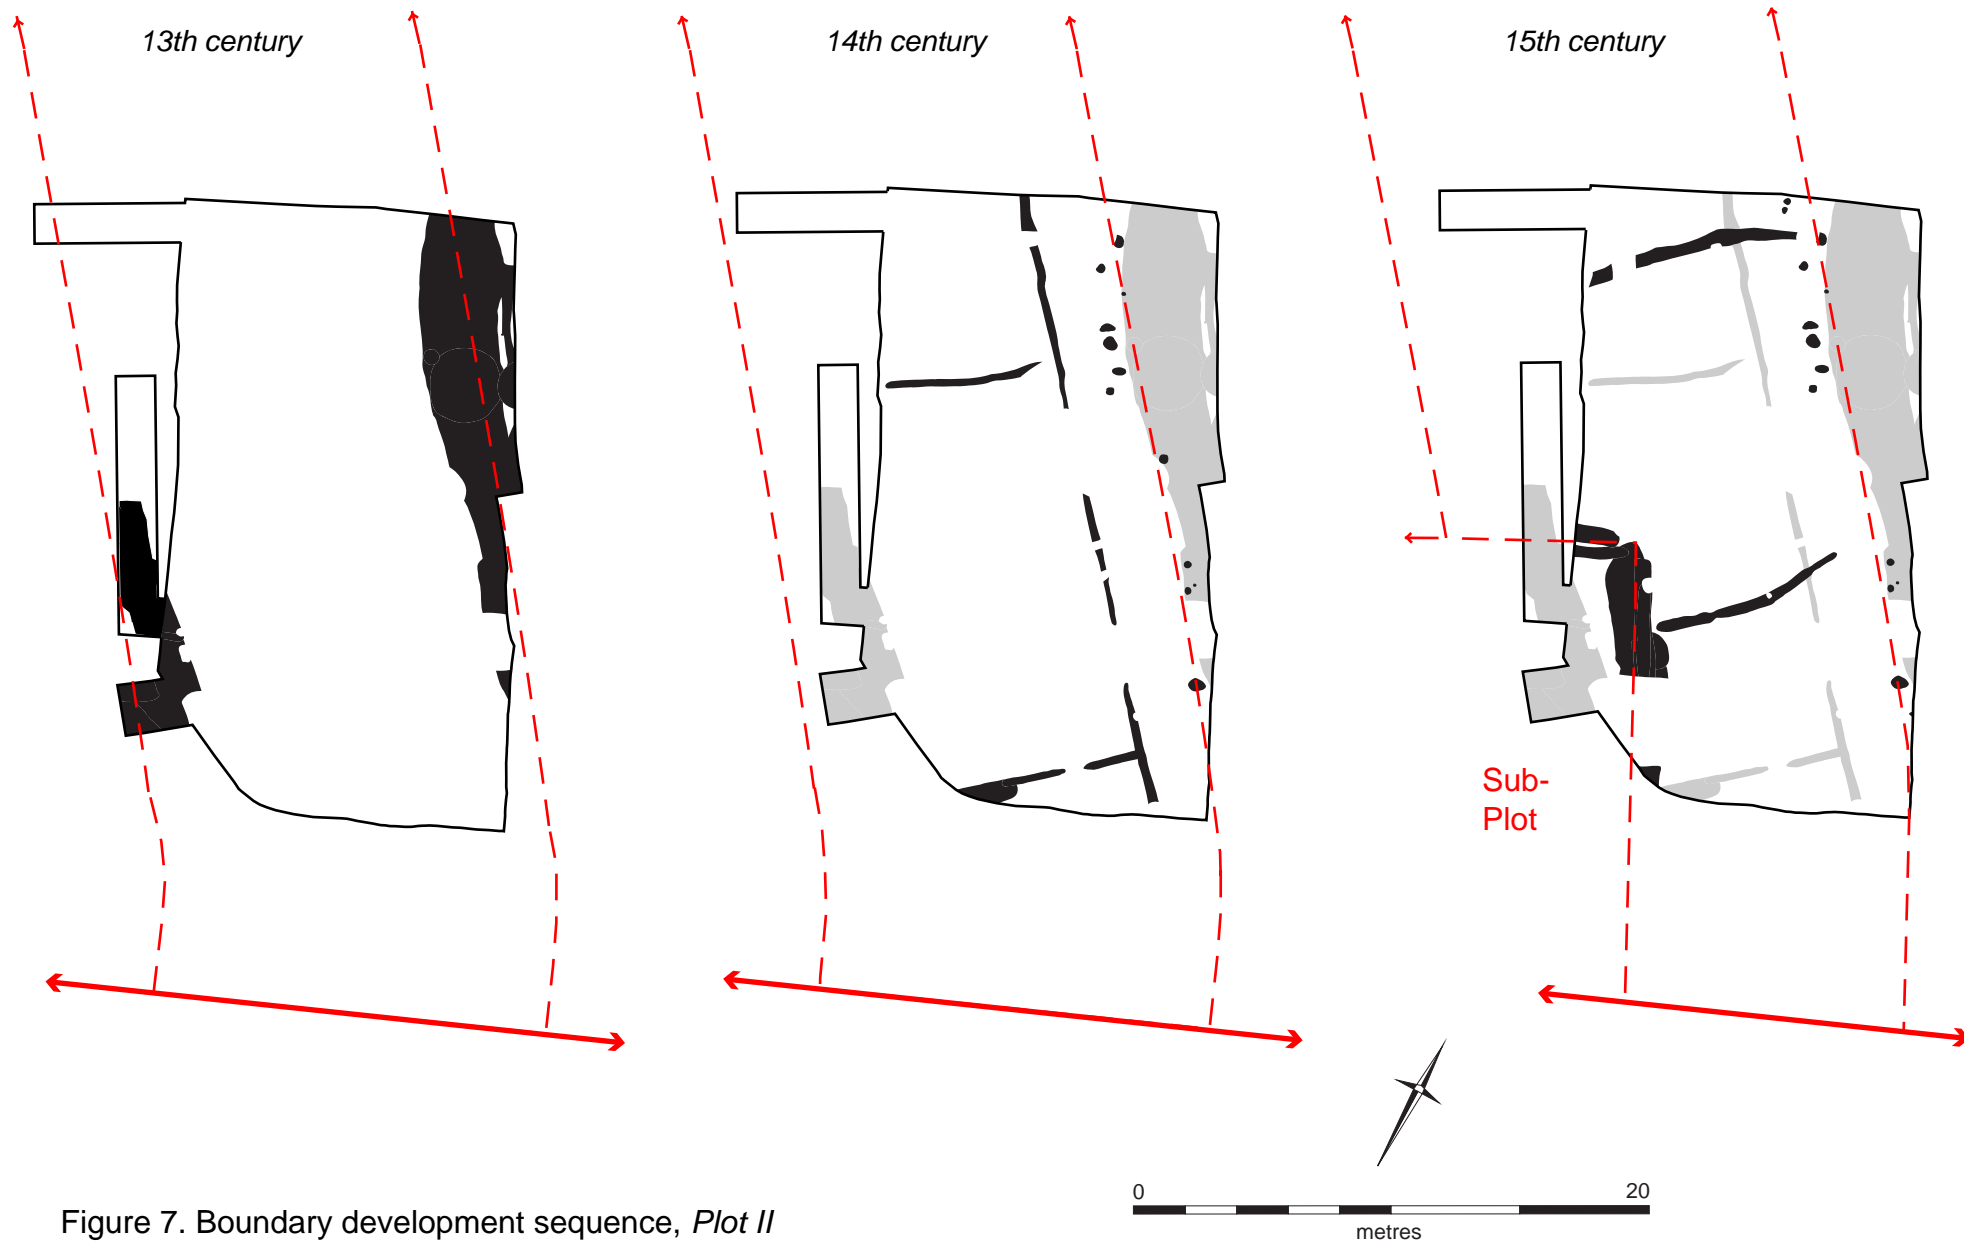 13th century
14th century
15th century
Sub-
Plot
0
20
metres
Figure 7. Boundary development sequence, Plot II